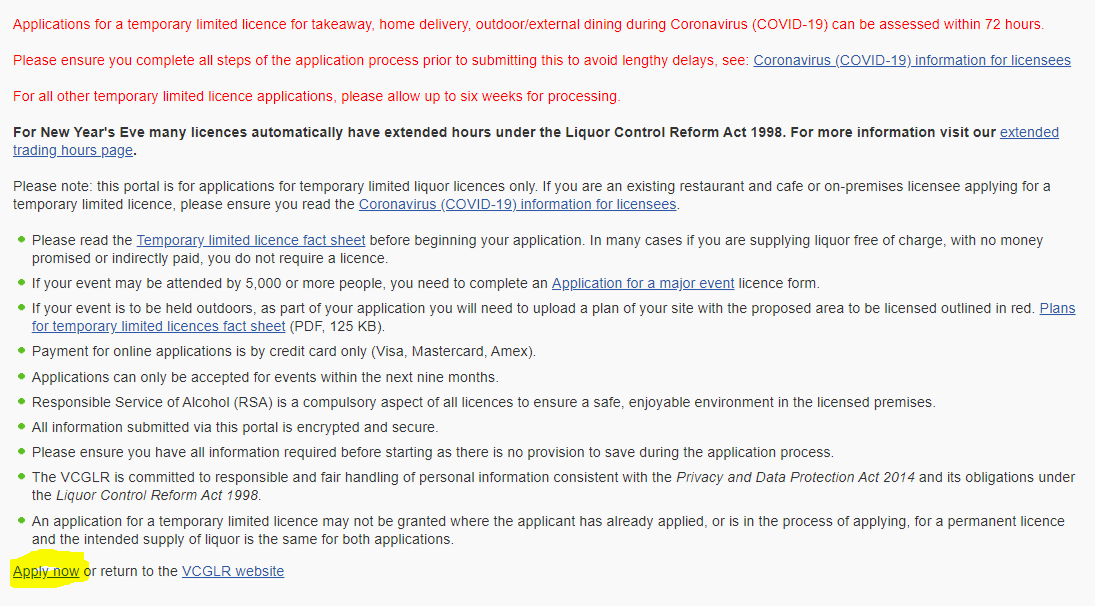 Applications for a temporary limited licence for takeaway, home delivery, outdoor/external dining during Coronavirus (COVID-19) can be assessed within 72 hours.
Please ensure you complete all steps of the application process prior to submitting this to avoid lengthy delays, see: Coronavirus (COVID-19) information for licensees
For all other temporary limited licence applications, please allow up to six weeks for processing.
For New Year's Eve many licences automatically have extended hours under the Liquor Control Reform Act 1998. For more information visit our extended
trading hours page.
Please note: this portal is for applications for temporary limited liquor licences only. If you are an existing restaurant and cafe or on-premises licensee applying for a
temporary limited licence, please ensure you read the Coronavirus (COVID-19) information for licensees.
Please read the Temporary limited licence fact sheet before beginning your application. In many cases if you are supplying liquor free of charge, with no money
promised or indirectly paid, you do not require a licence.
If your event may be attended by 5,000 or more people, you need to complete an Application for a major event licence form.
If your event is to be held outdoors, as part of your application you will need to upload a plan of your site with the proposed area to be licensed outlined in red. Plans
for temporary limited licences fact sheet (PDF, 125 KB).
Payment for online applications is by credit card only (Visa, Mastercard, Amex).
Applications can only be accepted for events within the next nine months.
Responsible Service of Alcohol (RSA) is a compulsory aspect of all licences to ensure a safe, enjoyable environment in the licensed premises.
All information submitted via this portal is encrypted and secure.
Please ensure you have all information required before starting as there is no provision to save during the application process.
The VCGLR is committed to responsible and fair handling of personal information consistent with the Privacy and Data Protection Act 2014 and its obligations under
the Liquor Control Reform Act 1998.
An application for a temporary limited licence may not be granted where the applicant has already applied, or is in the process of applying, for a permanent licence
and the intended supply of liquor is the same for both applications.
Apply now or return to the VCGLR website